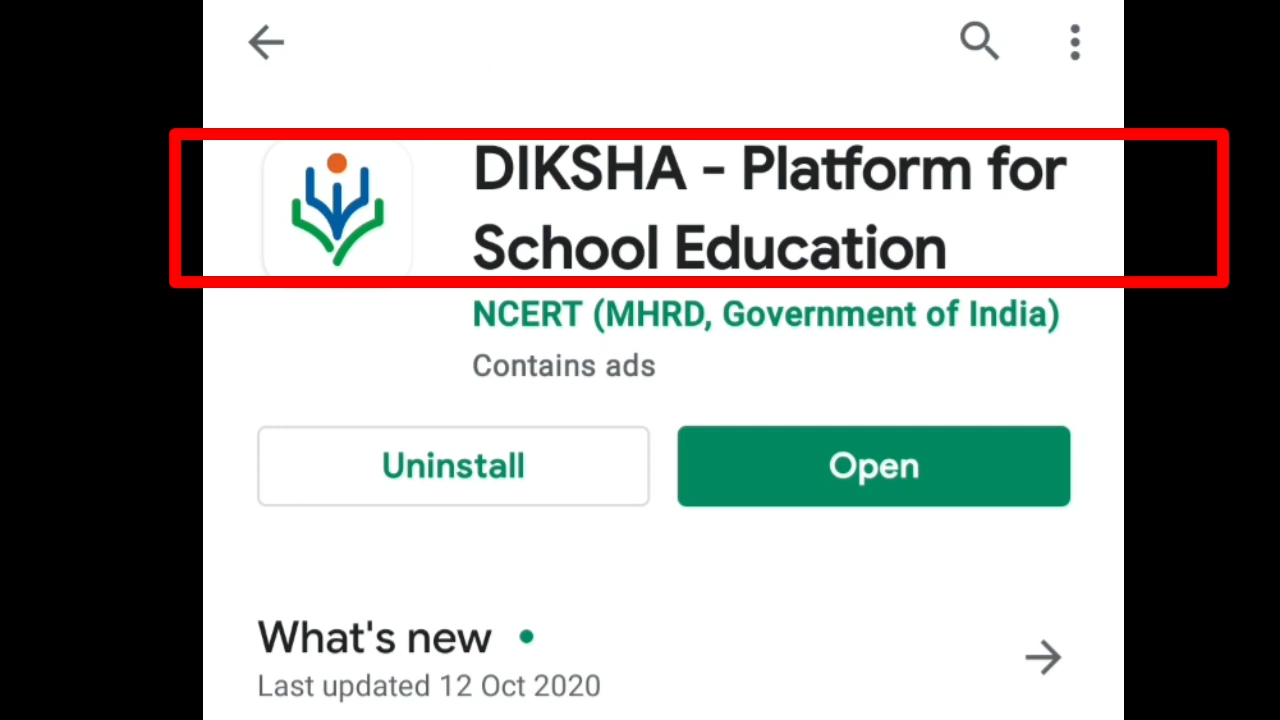 DIKSHA - Platform for
School Education
NCERT (MHRD, Government of India)
Contains ads
Uninstall
Open
What's new
Last updated 12 Oct 2020